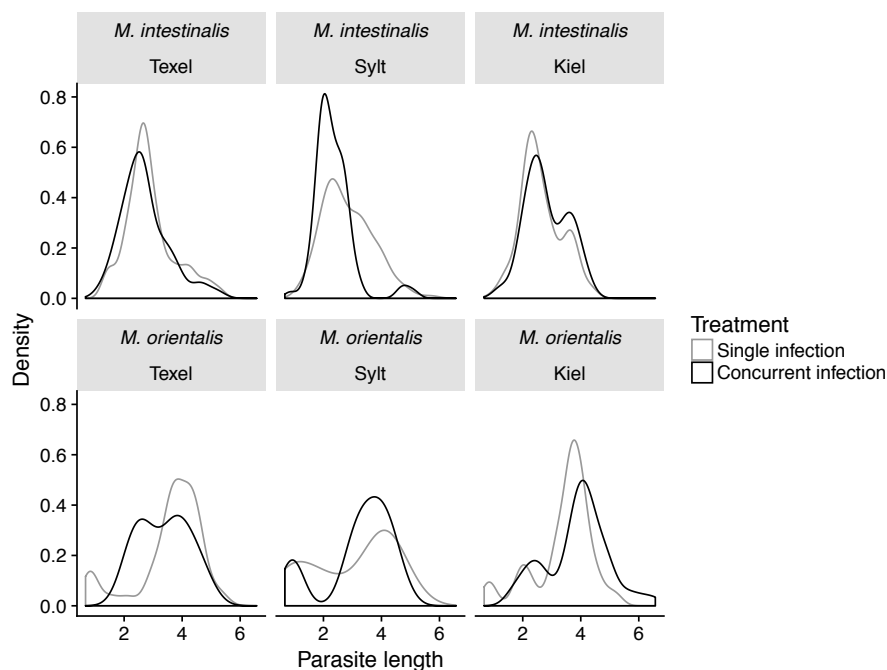 M. intestinalis
M. intestinalis
M. intestinalis
Texel
Sylt
Kiel
0.8
0.6
0.4
0.2
0.0
M. orientalis
M. orientalis
M. orientalis
Texel
Sylt
Kiel
0.8
0.6
0.4
0.2
0.0
2 4 6
2 4 6
2 4 6
Parasite length
Density
Treatment
Single infection
Concurrent infection